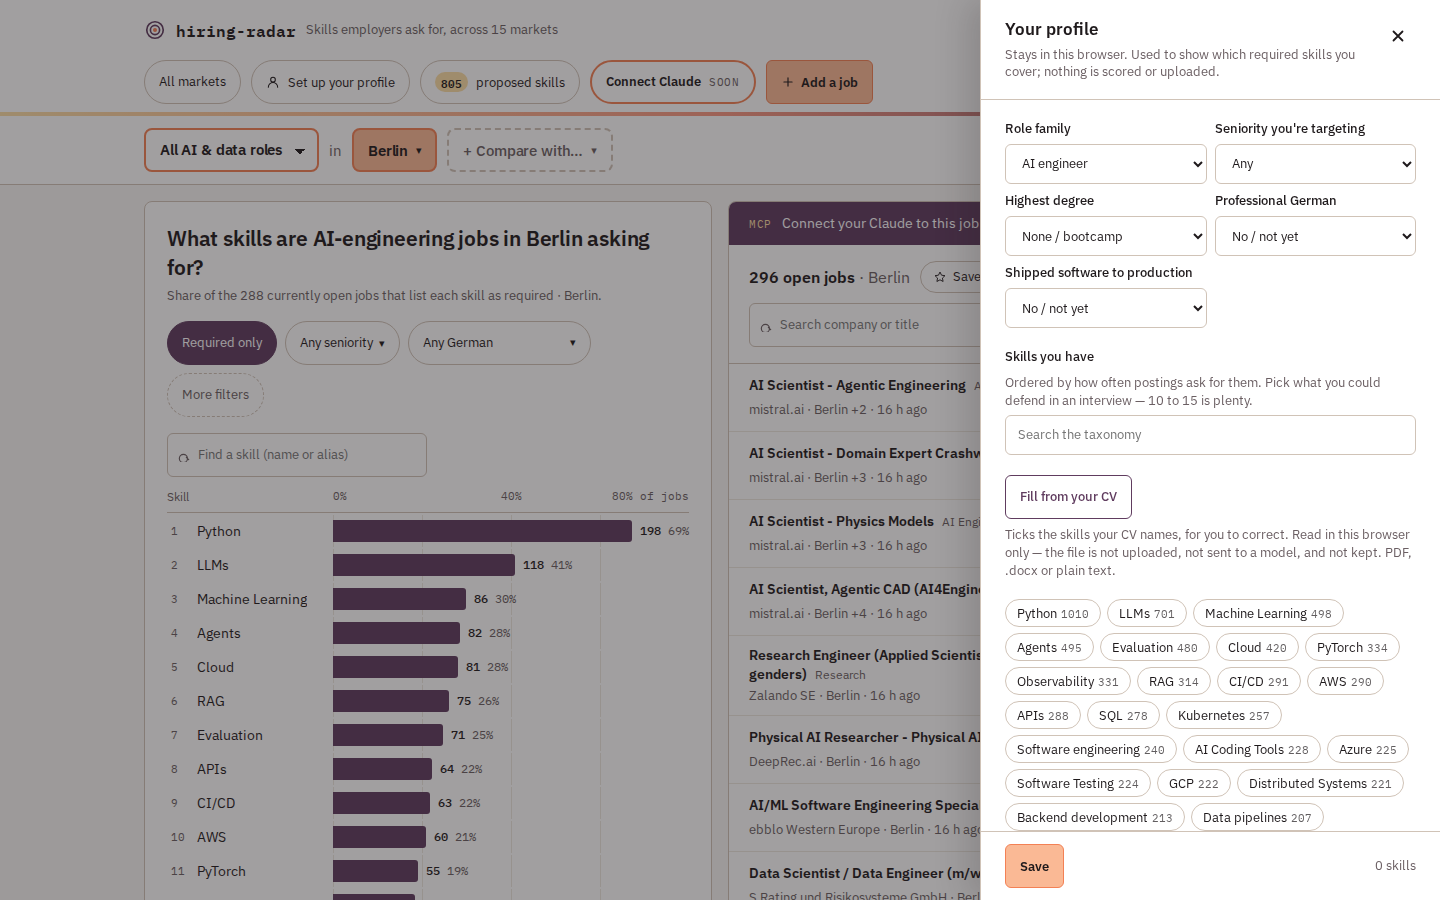 hiring-radar Skills employers ask for, across 15 markets
All markets
Set up your profile
805 proposed skills
Connect Claude SOON
+ Add a job
All AI & data roles
in
Berlin ▾
+ Compare with... ▾
What skills are AI-engineering jobs in Berlin asking
for?
Share of the 288 currently open jobs that list each skill as required · Berlin.
Required only
Any seniority ▾
Any German ▾
More filters
Find a skill (name or alias)
Skill 0% 40% 80% of jobs
1 Python 198 69%
2 LLMs 118 41%
3 Machine Learning 86 30%
4 Agents 82 28%
5 Cloud 81 28%
6 RAG 75 26%
7 Evaluation 71 25%
8 APIs 64 22%
9 CI/CD 63 22%
10 AWS 60 21%
11 PyTorch 55 19%
MCP Connect your Claude to this job
296 open jobs · Berlin
Save
Search company or title
AI Scientist - Agentic Engineering
mistral.ai · Berlin +2 · 16 h ago
AI Scientist - Domain Expert
mistral.ai · Berlin +3 · 16 h ago
AI Scientist - Physics Models AI
mistral.ai · Berlin +3 · 16 h ago
AI Scientist, Agentic CAD
mistral.ai · Berlin +4 · 16 h ago
Research Engineer (Applied
genders) Research
Zalando SE · Berlin · 16 h ago
Physical AI Researcher - Physical
DeepRec.ai · Berlin · 16 h ago
AI/ML Software Engineering
ebblo Western Europe · Berlin · 16 h
Data Scientist / Data Engineer
S Rating und Risikosysteme GmbH
Your profile
Stays in this browser. Used to show which required skills you
cover; nothing is scored or uploaded.
Role family Seniority you're targeting
AI engineer Any
Highest degree Professional German
None / bootcamp No / not yet
Shipped software to production
No / not yet
Skills you have
Ordered by how often postings ask for them. Pick what you could
defend in an interview — 10 to 15 is plenty.
Search the taxonomy
Fill from your CV
Ticks the skills your CV names, for you to correct. Read in this browser
only — the file is not uploaded, not sent to a model, and not kept. PDF,
.docx or plain text.
Python 1010 LLMs 701 Machine Learning 498
Agents 495 Evaluation 480 Cloud 420 PyTorch 334
Observability 331 RAG 314 CI/CD 291 AWS 290
APIs 288 SQL 278 Kubernetes 257
Software engineering 240 AI Coding Tools 228 Azure 225
Software Testing 224 GCP 222 Distributed Systems 221
Backend development 213 Data pipelines 207
Save 0 skills